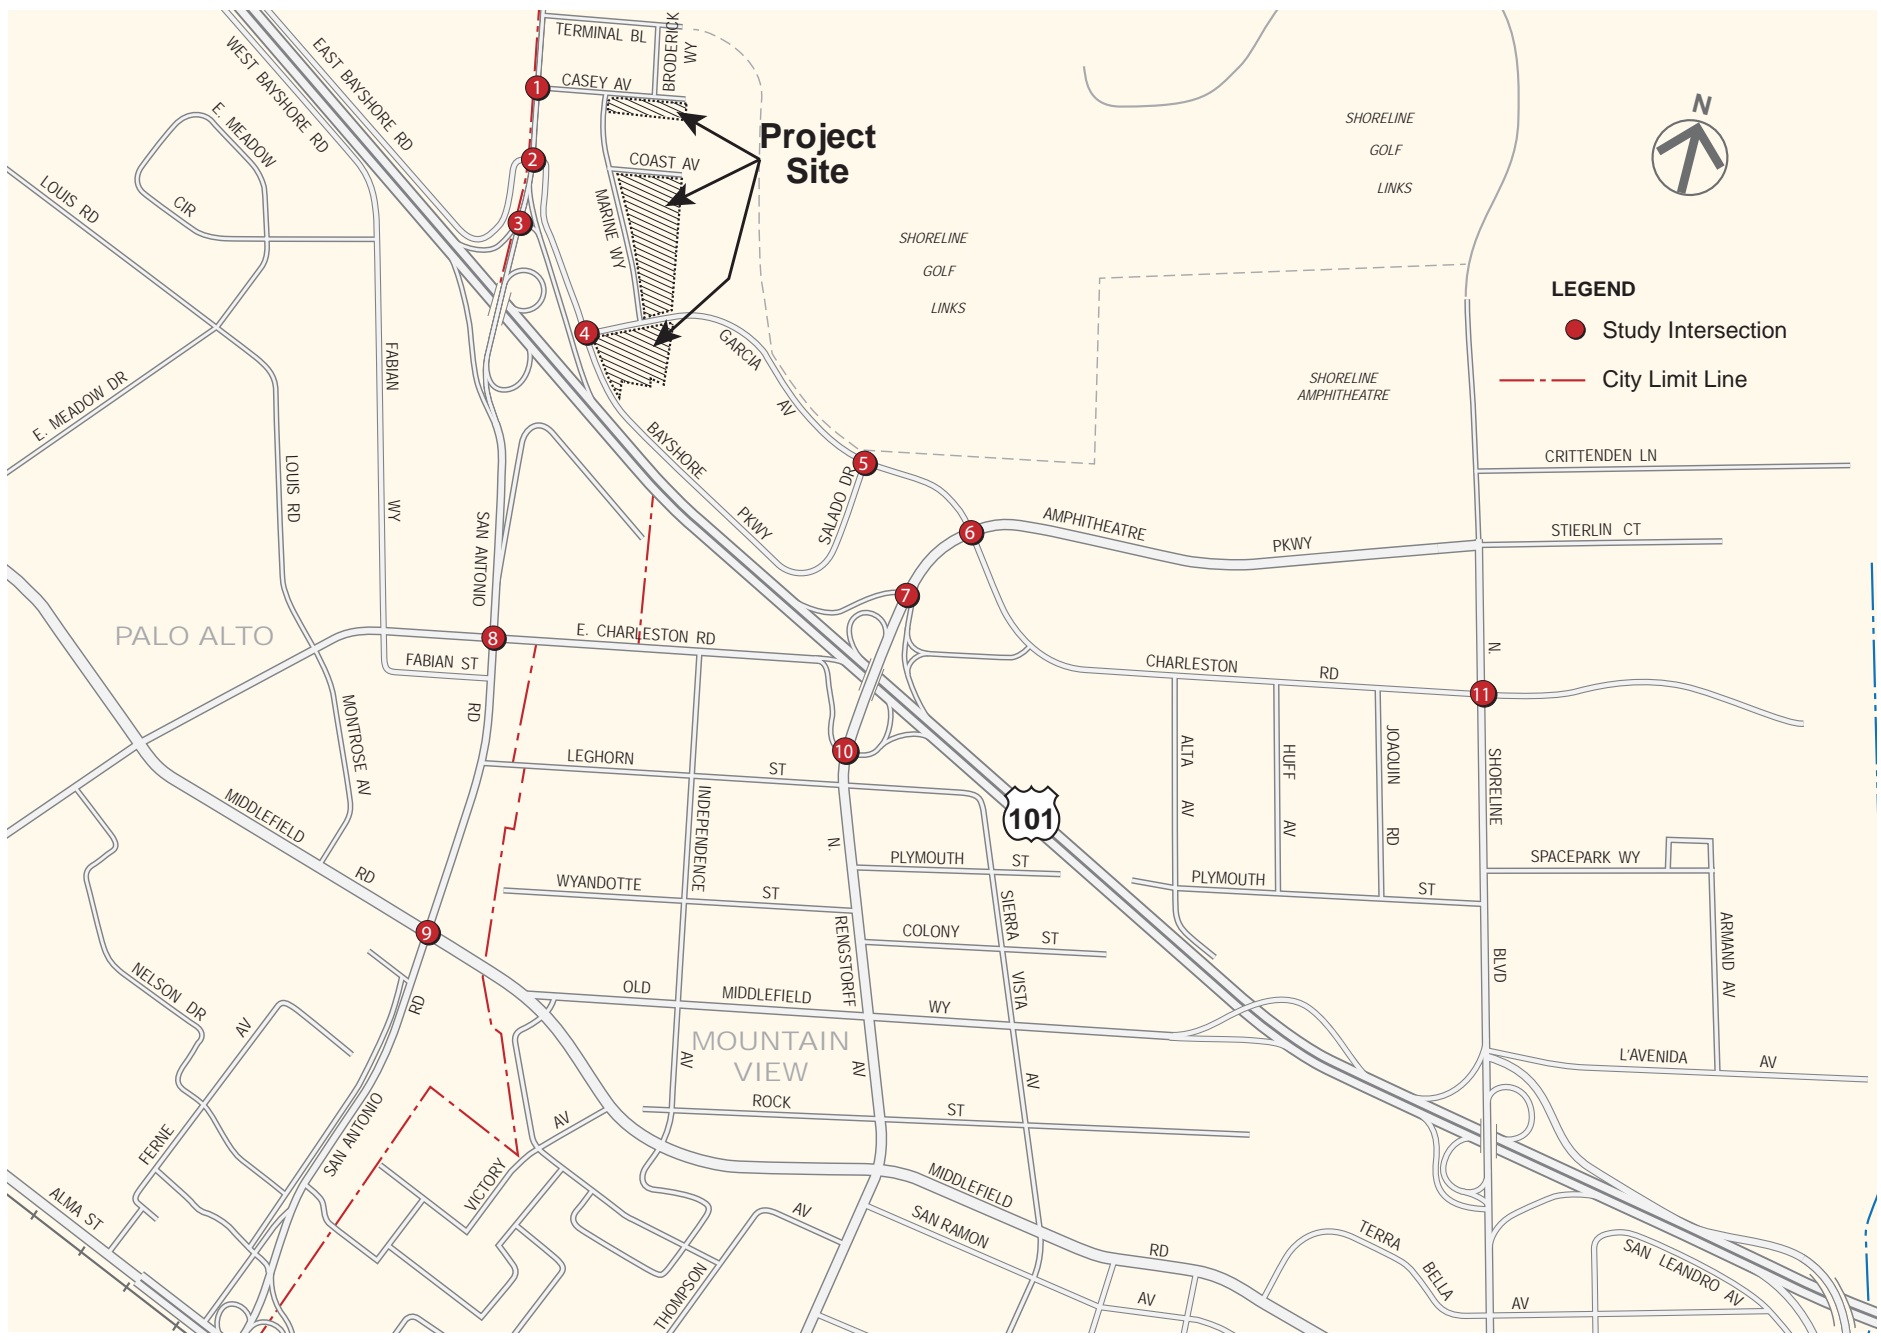 TERMINAL BL
BRODERICK
WY
WEST BAYSHORE RD
EAST BAYSHORE RD
1
CASEY AV
E. MEADOW
CIR
LOUIS RD
Project
Site
2
COAST AV
3
MARINE WY
SHORELINE
GOLF
LINKS
SHORELINE
GOLF
LINKS
N
LEGEND
Study Intersection
City Limit Line
4
GARCIA
AV
E. MEADOW DR
FABIAN
WY
SHORELINE
AMPHITHEATRE
BAYSHORE
PKWY
5
SALADO DR
LOUIS RD
SAN ANTONIO
RD
CRITTENDEN LN
6
AMPHITHEATRE
PKWY
STIERLIN CT
7
PALO ALTO
8
E. CHARLESTON RD
FABIAN ST
CHARLESTON
RD
N.
11
MONTROSE AV
LEGHORN
ST
10
ALTA
AV
HUFF
AV
JOAQUIN
RD
SHORELINE
BLVD
101
MIDDLEFIELD
RD
INDEPENDENCE
AV
N.
RENGSTORFF
AV
PLYMOUTH
ST
PLYMOUTH
ST
SPACEPARK WY
WYANDOTTE
ST
SIERRA
VISTA
AV
COLONY
ST
ARMAND AV
9
NELSON DR
RD
OLD
MIDDLEFIELD
WY
MOUNTAIN
VIEW
AV
FERNE
SAN ANTONIO
L'AVENIDA
AV
ROCK
ST
AV
VICTORY
ALMA ST
MIDDLEFIELD
RD
THOMPSON
AV
SAN RAMON
AV
TERRA
BELLA
AV
SAN LEANDRO AV